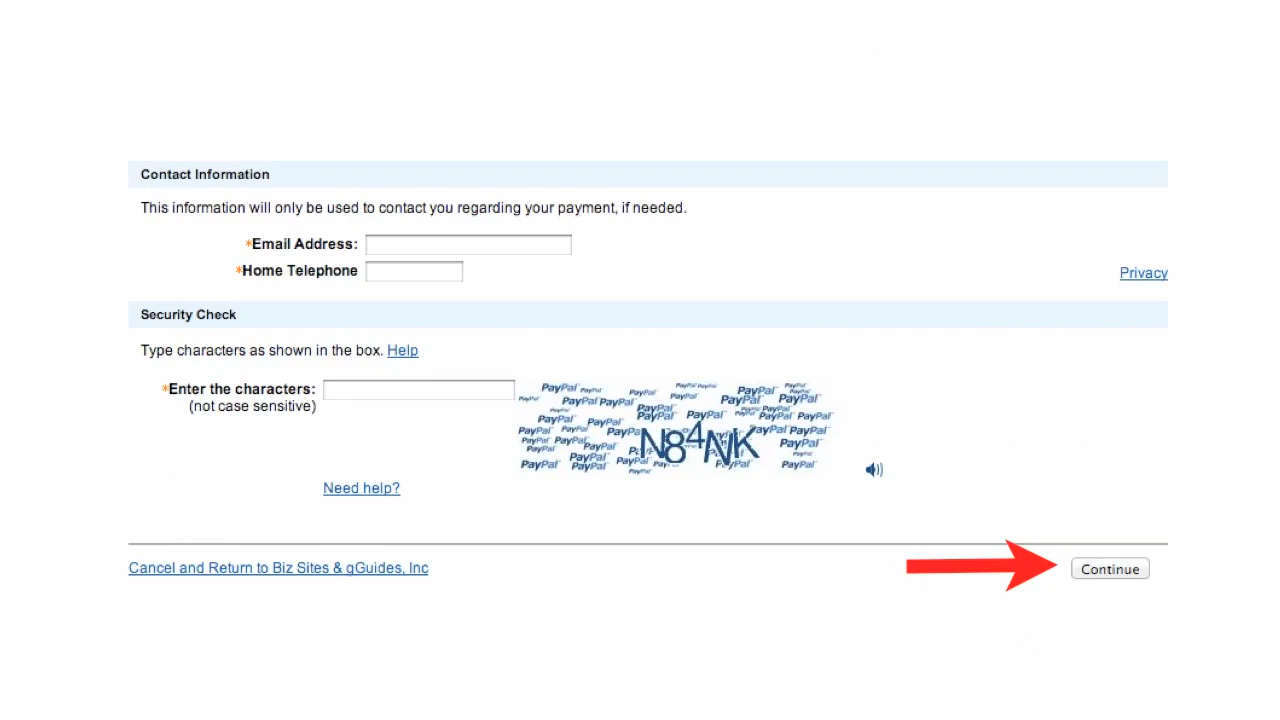 Contact Information
This information will only be used to contact you regarding your payment, if needed.
*Email Address:
*Home Telephone
Privacy
Security Check
Type characters as shown in the box. Help
*Enter the characters:
(not case sensitive)
PayPal
N84NK
Need help?
Cancel and Return to Biz Sites & gGuides, Inc
Continue